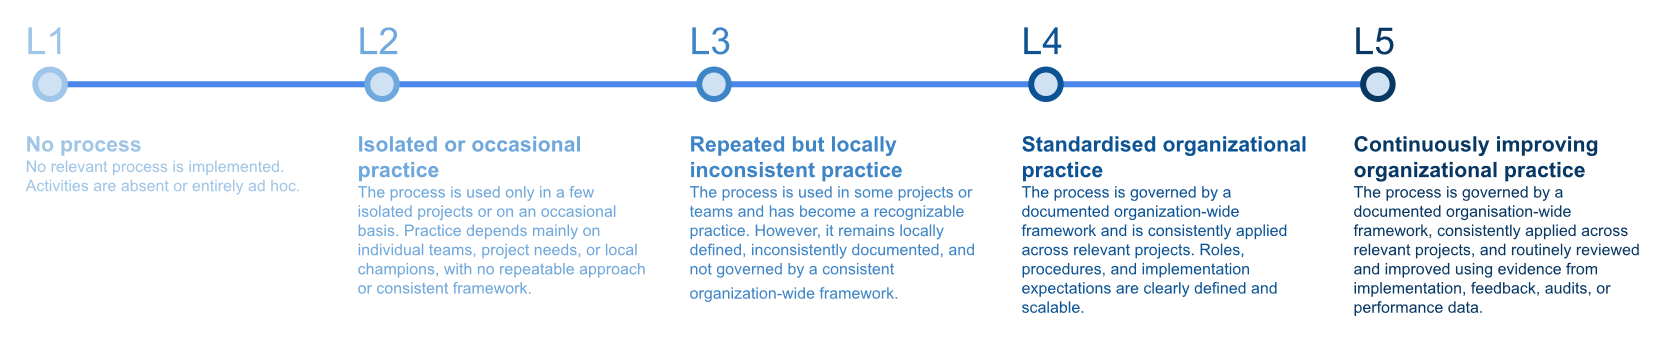 L1
No process
No relevant process is implemented.
Activities are absent or entirely ad hoc.
L2
Isolated or occasional
practice
The process is used only in a few
isolated projects or on an occasional
basis. Practice depends mainly on
individual teams, project needs, or local
champions, with no repeatable approach
or consistent framework.
L3
Repeated but locally
inconsistent practice
The process is used in some projects or
teams and has become a recognizable
practice. However, it remains locally
defined, inconsistently documented, and
not governed by a consistent
organization-wide framework.
L4
Standardised organizational
practice
The process is governed by a
documented organization-wide
framework and is consistently applied
across relevant projects. Roles,
procedures, and implementation
expectations are clearly defined and
scalable.
L5
Continuously improving
organizational practice
The process is governed by a
documented organisation-wide
framework, consistently applied across
relevant projects, and routinely reviewed
and improved using evidence from
implementation, feedback, audits, or
performance data.